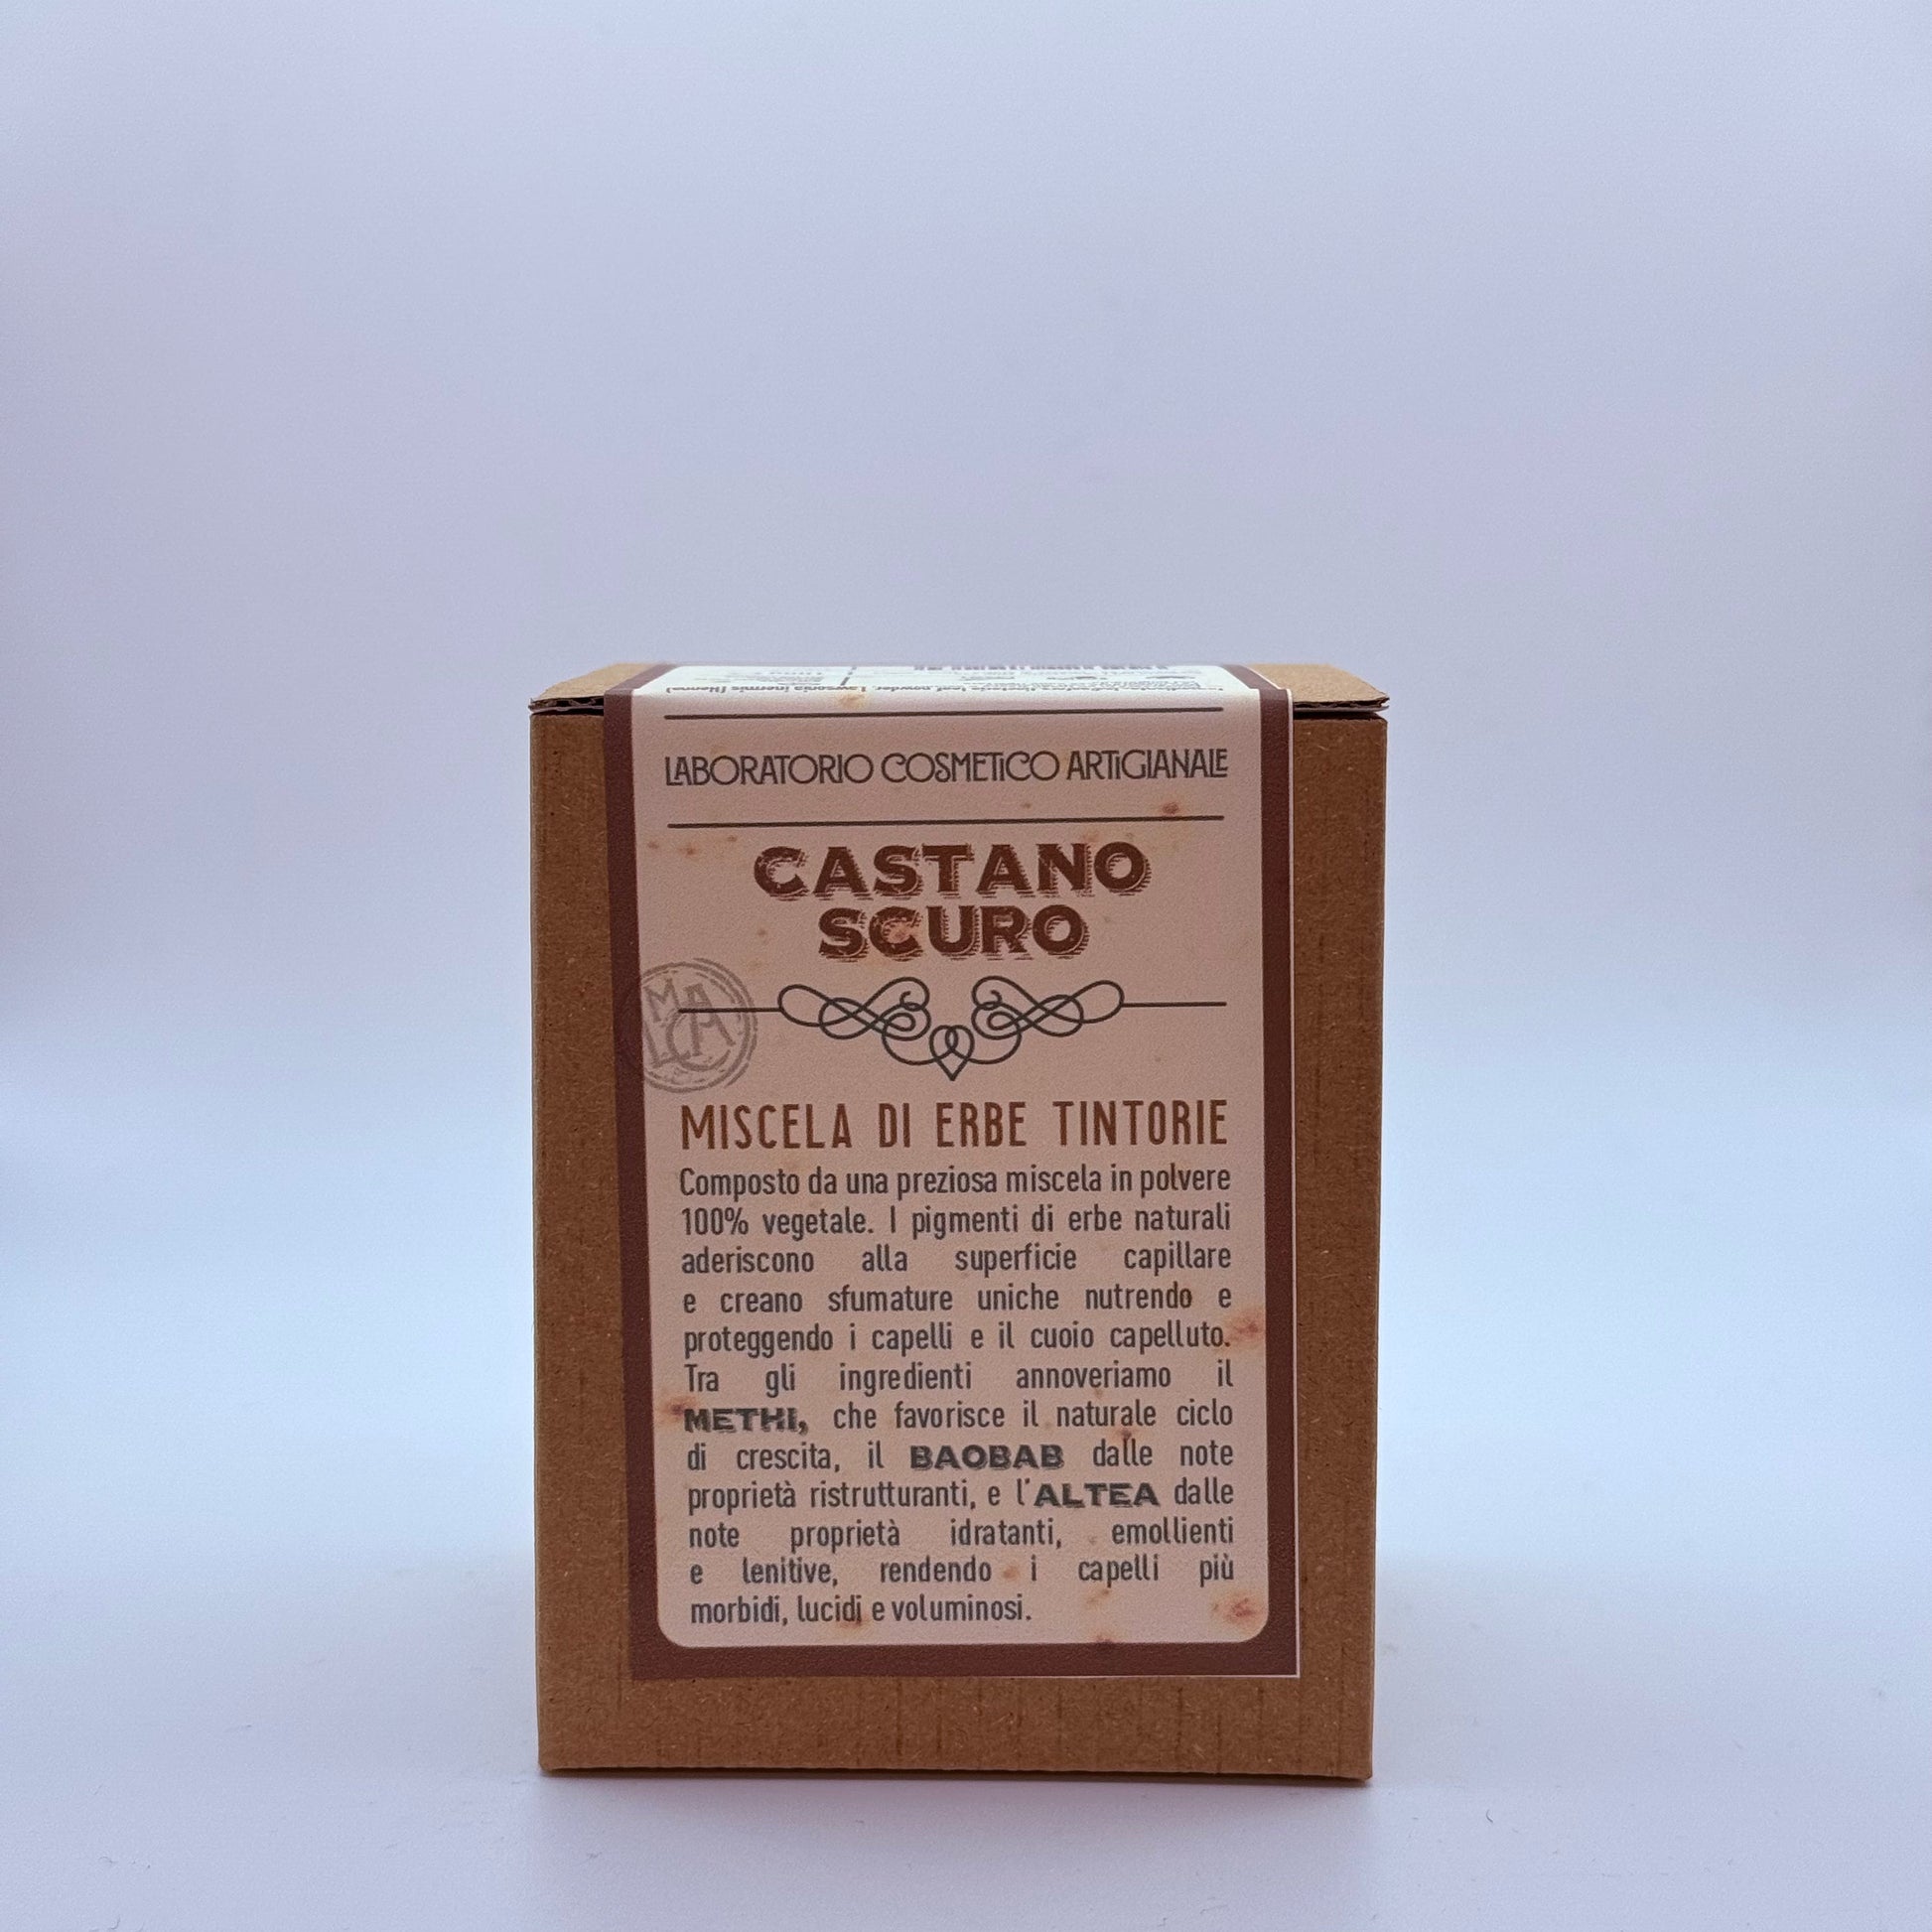 LABORATORIO COSMETICO ARTIGIANALE
CASTANO
SCURO
MISCELA DI ERBE TINTORIE
Composto da una preziosa miscela in polvere
100% vegetale. I pigmenti di erbe naturali
aderiscono alla superficie capillare
e creano sfumature uniche nutrendo e
proteggendo i capelli e il cuoio capelluto.
Tra gli ingredienti annoveriamo il
METHI, che favorisce il naturale ciclo
di crescita, il BAOBAB dalle note
proprietà ristrutturanti, e l'ALTEA dalle
note proprietà idratanti, emollienti
e lenitive, rendendo i capelli più
morbidi, lucidi e voluminosi.